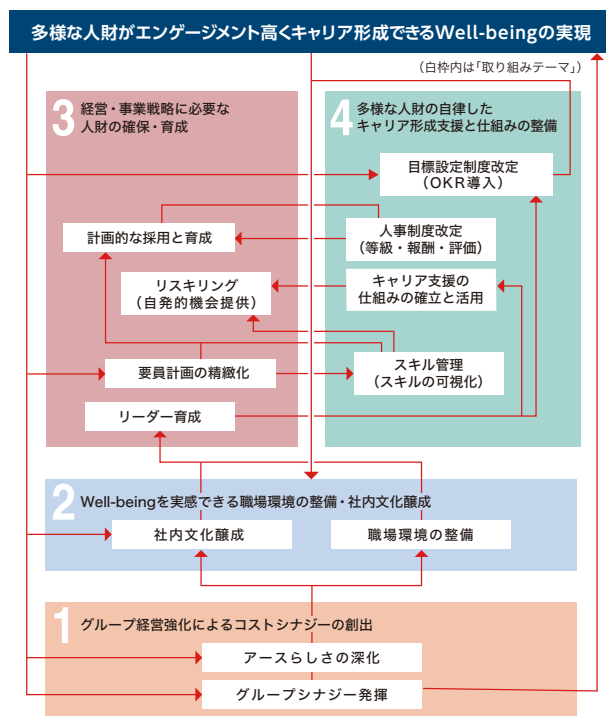 多様な人財がエンゲージメント高くキャリア形成できるWell-beingの実現
(白枠内は「取り組みテーマ」)
3 経営・事業戦略に必要な
人財の確保・育成
4 多様な人財の自律した
キャリア形成支援と仕組みの整備
目標設定制度改定
(OKR導入)
計画的な採用と育成
人事制度改定
(等級・報酬・評価)
リスキリング
(自発的機会提供)
キャリア支援の
仕組みの確立と活用
要員計画の精緻化
スキル管理
(スキルの可視化)
リーダー育成
2 Well-beingを実感できる職場環境の整備・社内文化醸成
社内文化醸成
職場環境の整備
1 グループ経営強化によるコストシナジーの創出
アースらしさの深化
グループシナジー発揮